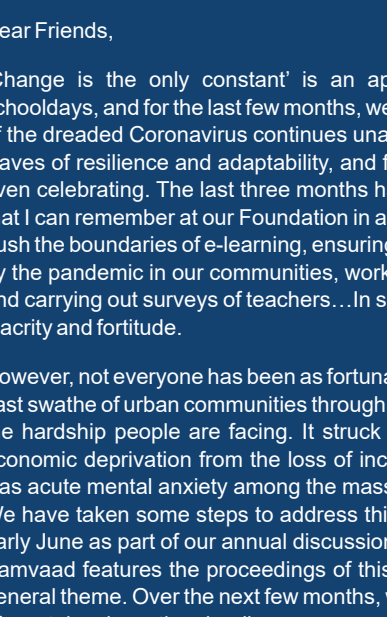 ear Friends,
Change is the only constant’ is an ap
chooldays, and for the last few months, we
f the dreaded Coronavirus continues una
aves of resilience and adaptability, and f
ven celebrating. The last three months h
at I can remember at our Foundation in a
ush the boundaries of e-learning, ensuring
y the pandemic in our communities, work
nd carrying out surveys of teachers…In s
acrity and fortitude.
owever, not everyone has been as fortuna
ast swathe of urban communities through
he hardship people are facing. It struck
conomic deprivation from the loss of inc
as acute mental anxiety among the mass
We have taken some steps to address thi
arly June as part of our annual discussion
amvaad features the proceedings of this
eneral theme. Over the next few months, w